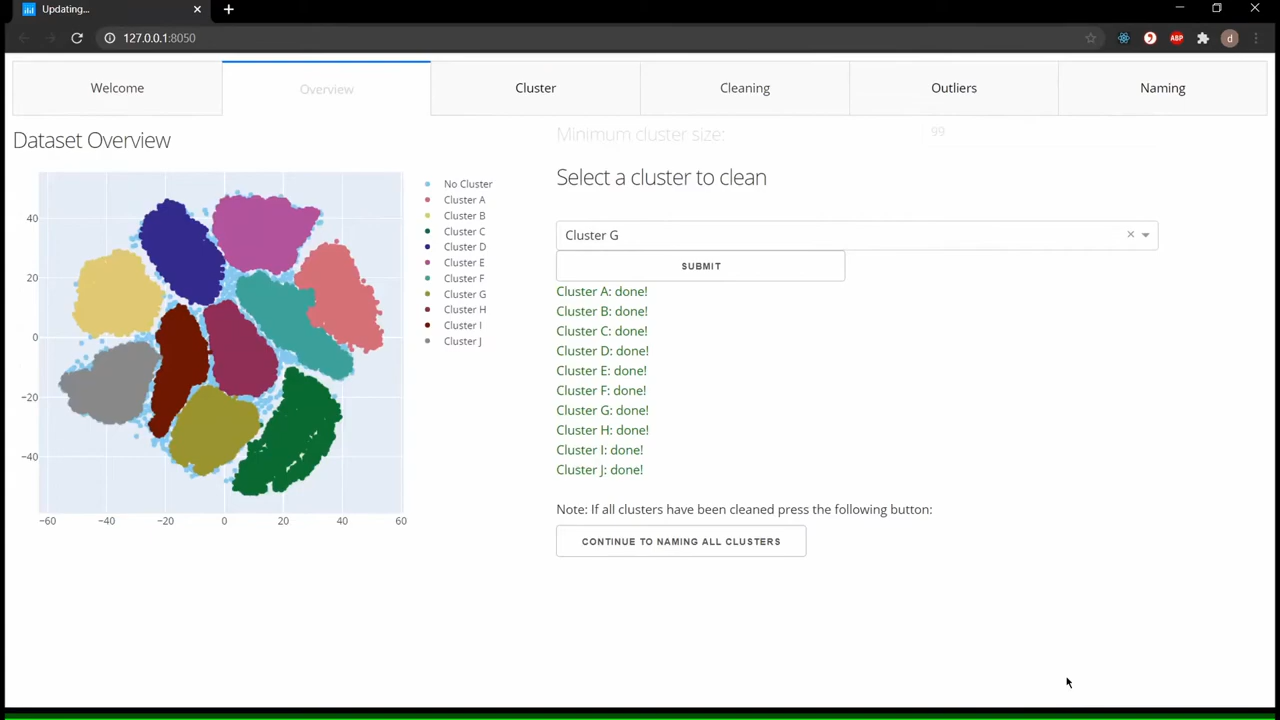 Updating...
127.0.0.1:8050
ABP
d
Welcome
Overview
Cluster
Cleaning
Outliers
Naming
Dataset Overview
Minimum cluster size:
99
Select a cluster to clean
Cluster G
SUBMIT
Cluster A: done!
Cluster B: done!
Cluster C: done!
Cluster D: done!
Cluster E: done!
Cluster F: done!
Cluster G: done!
Cluster H: done!
Cluster I: done!
Cluster J: done!
Note: If all clusters have been cleaned press the following button:
CONTINUE TO NAMING ALL CLUSTERS
No Cluster
Cluster A
Cluster B
Cluster C
Cluster D
Cluster E
Cluster F
Cluster G
Cluster H
Cluster I
Cluster J
40
20
0
−20
−40
−60
−40
−20
0
20
40
60